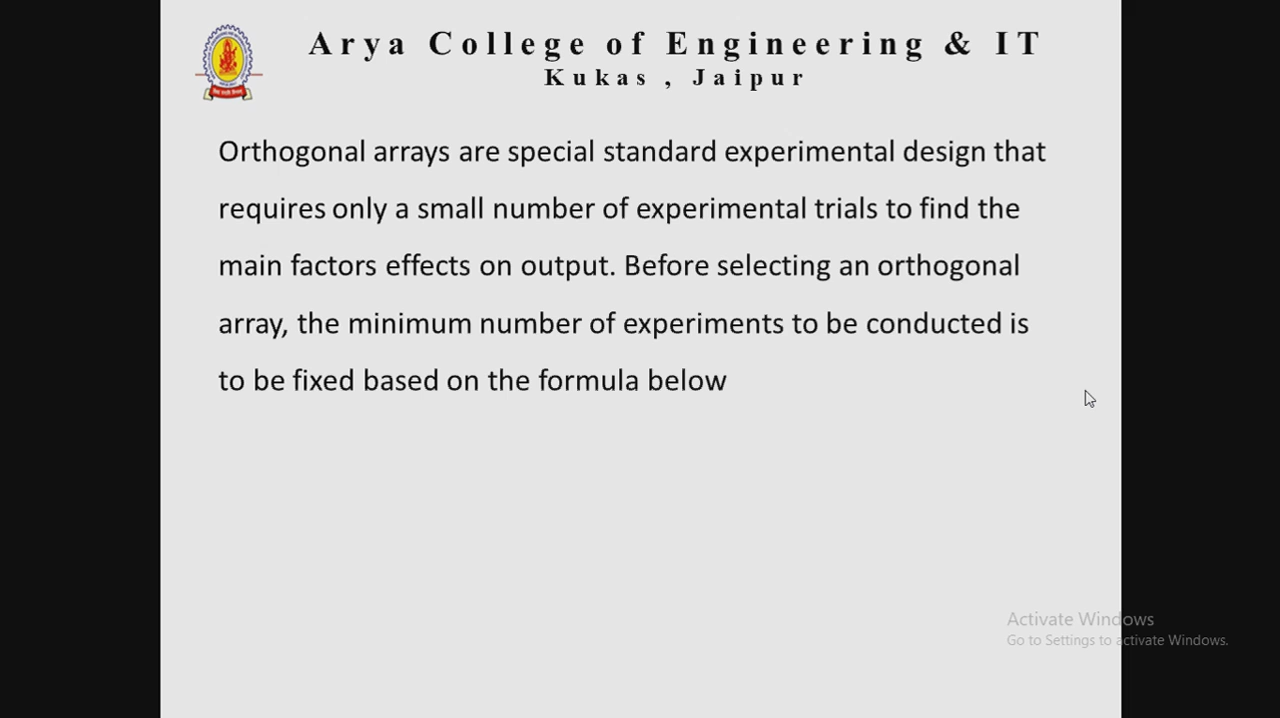 Arya College of Engineering & IT
Kukas , Jaipur
Orthogonal arrays are special standard experimental design that
requires only a small number of experimental trials to find the
main factors effects on output. Before selecting an orthogonal
array, the minimum number of experiments to be conducted is
to be fixed based on the formula below
Activate Windows
Go to Settings to activate Windows.